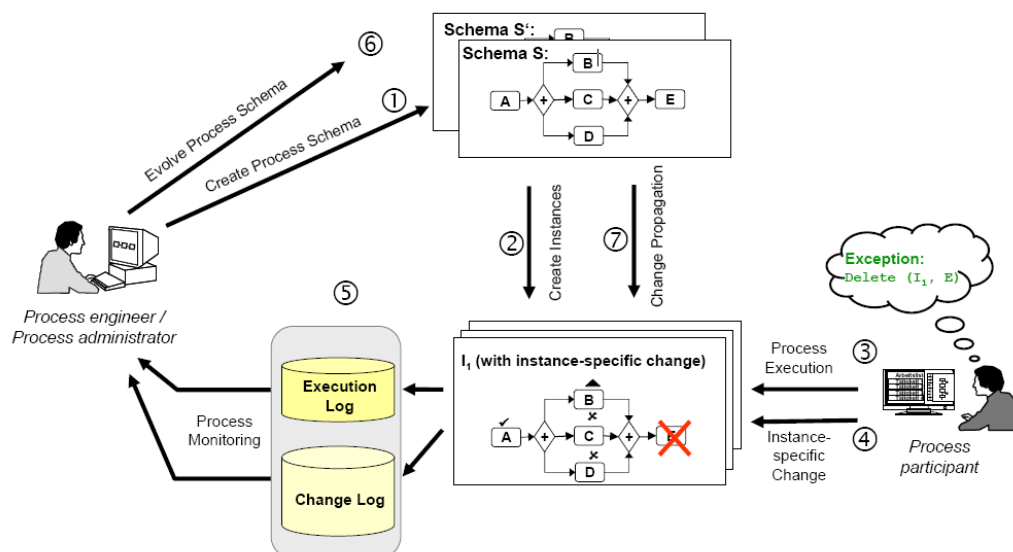 Schema S‘:
B
Schema S:
B
A
+
C
+
E
D
⑥
①
Evolve Process Schema
Create Process Schema
②
Create Instances
⑦
Change Propagation
Exception:
Delete (I₁, E)
Process engineer /
Process administrator
⑤
Execution
Log
Change Log
Process
Monitoring
I₁ (with instance-specific change)
B
A
+
C
+
E
D
Process
Execution
③
④
Instance-
specific
Change
Process
participant